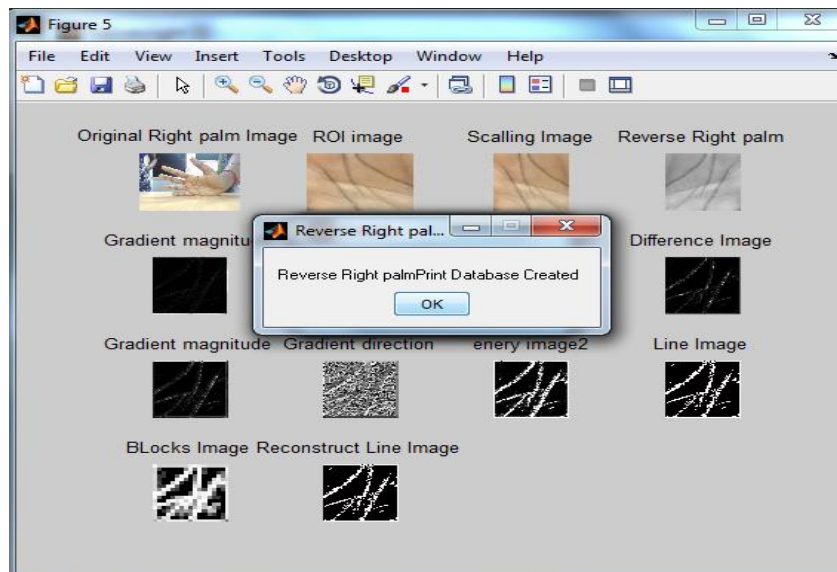 Figure 5
File Edit View Insert Tools Desktop Window Help
Original Right palm Image ROI image Scalling Image Reverse Right palm
Gradient Difference Image
Reverse Right pal...
Reverse Right palmPrint Database Created
OK
Gradient magnitude Gradient direction enery image2 Line Image
BLocks Image Reconstruct Line Image